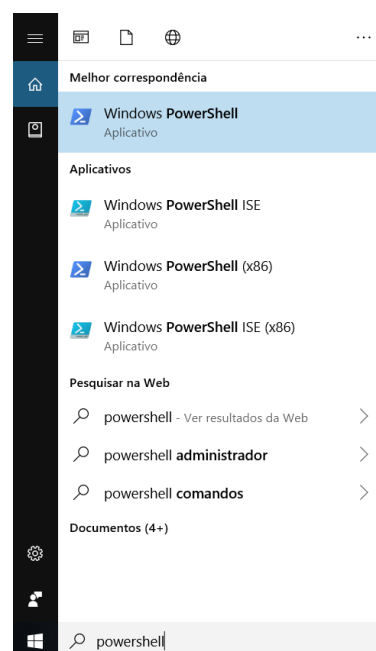 Melhor correspondência
Windows PowerShell
Aplicativo
Aplicativos
Windows PowerShell ISE
Aplicativo
Windows PowerShell (x86)
Aplicativo
Windows PowerShell ISE (x86)
Aplicativo
Pesquisar na Web
powershell - Ver resultados da Web
powershell administrador
powershell comandos
Documentos (4+)
powershell